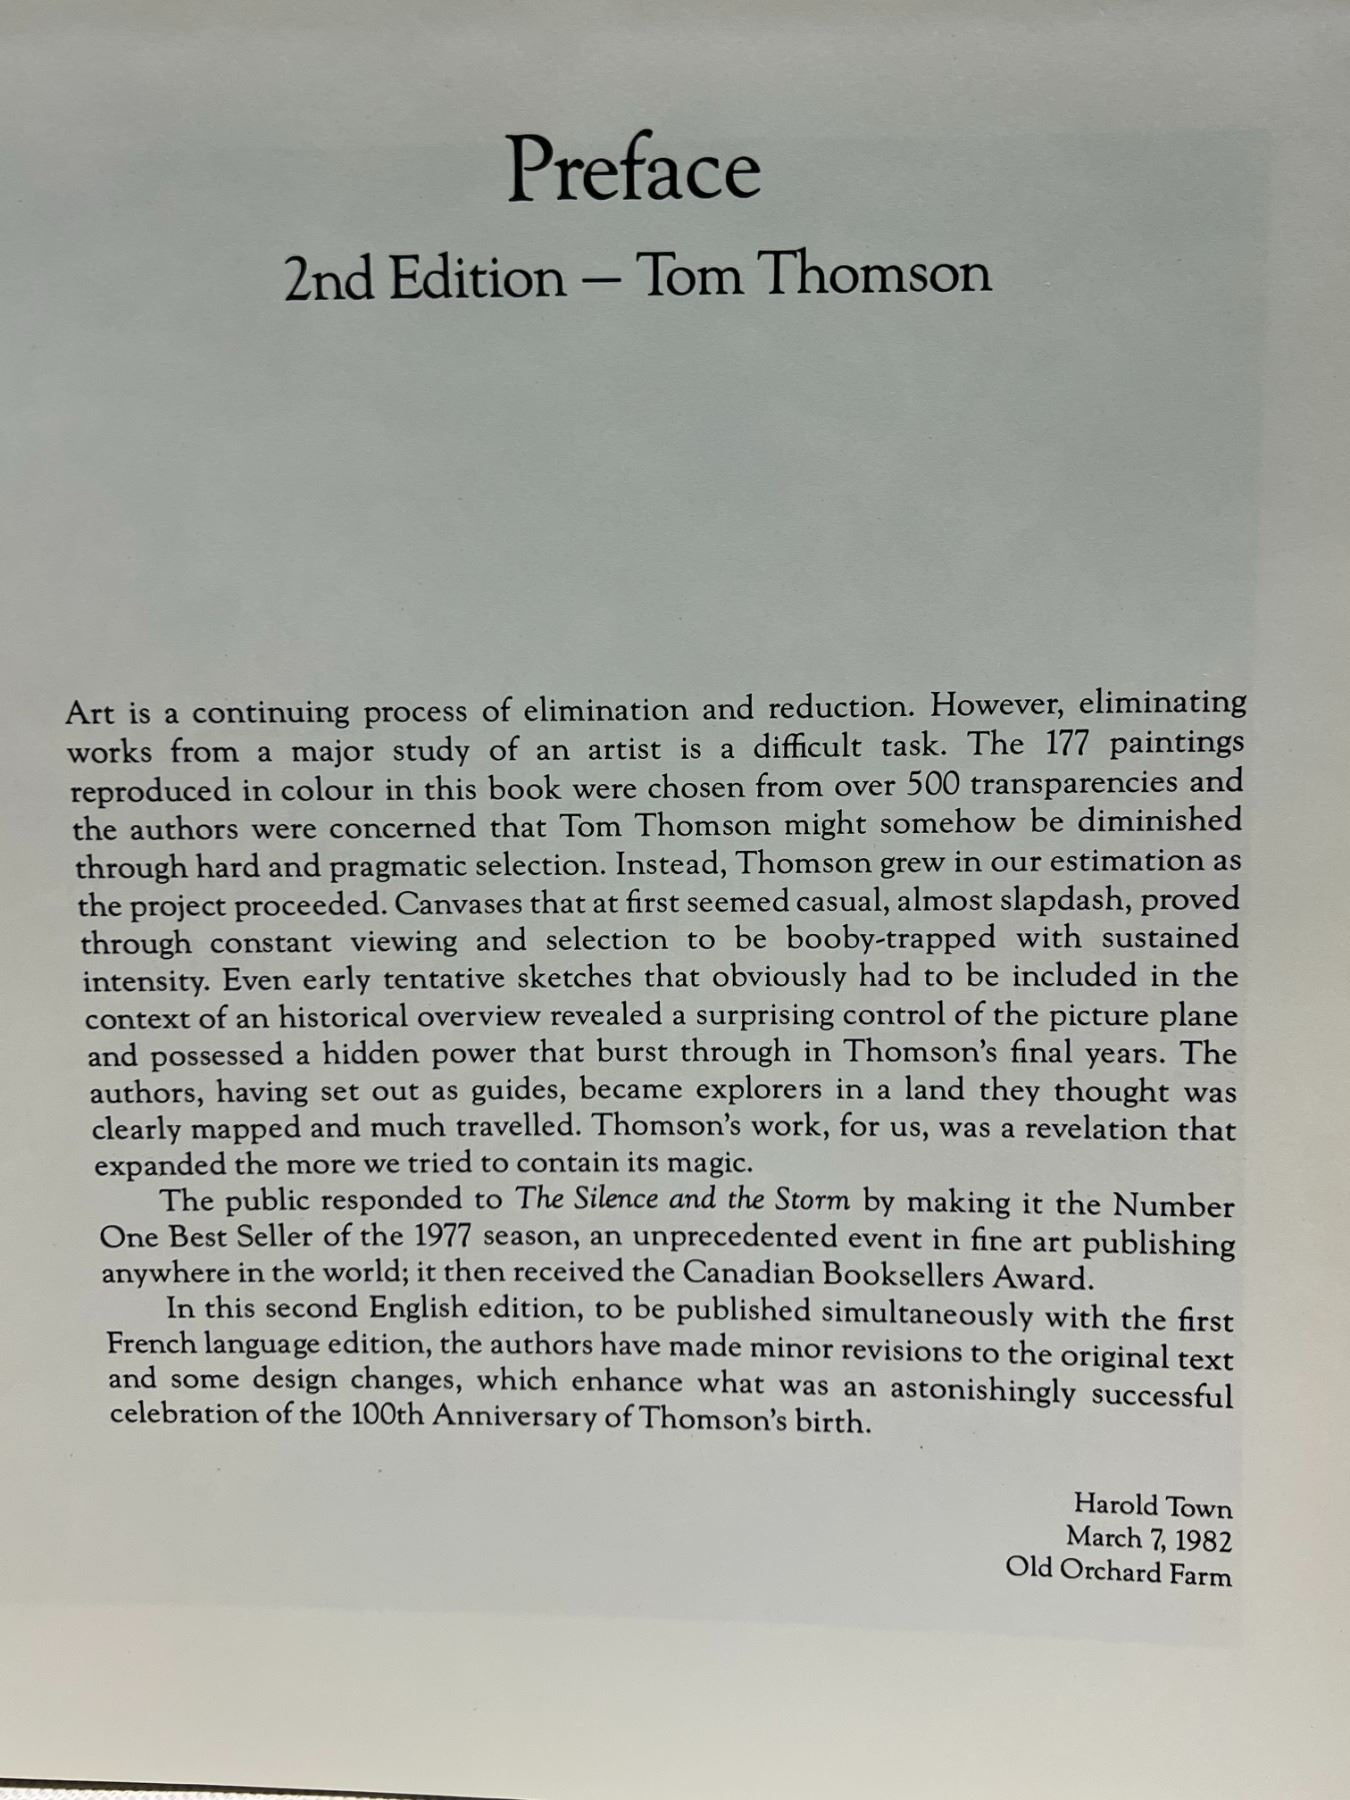 Preface
2nd Edition — Tom Thomson
Art is a continuing process of elimination and reduction. However, eliminating
works from a major study of an artist is a difficult task. The 177 paintings
reproduced in colour in this book were chosen from over 500 transparencies and
the authors were concerned that Tom Thomson might somehow be diminished
through hard and pragmatic selection. Instead, Thomson grew in our estimation as
the project proceeded. Canvases that at first seemed casual, almost slapdash, proved
through constant viewing and selection to be booby-trapped with sustained
intensity. Even early tentative sketches that obviously had to be included in the
context of an historical overview revealed a surprising control of the picture plane
and possessed a hidden power that burst through in Thomson's final years. The
authors, having set out as guides, became explorers in a land they thought was
clearly mapped and much travelled. Thomson's work, for us, was a revelation that
expanded the more we tried to contain its magic.
The public responded to The Silence and the Storm by making it the Number
One Best Seller of the 1977 season, an unprecedented event in fine art publishing
anywhere in the world; it then received the Canadian Booksellers Award.
In this second English edition, to be published simultaneously with the first
French language edition, the authors have made minor revisions to the original text
and some design changes, which enhance what was an astonishingly successful
celebration of the 100th Anniversary of Thomson's birth.
Harold Town
March 7, 1982
Old Orchard Farm